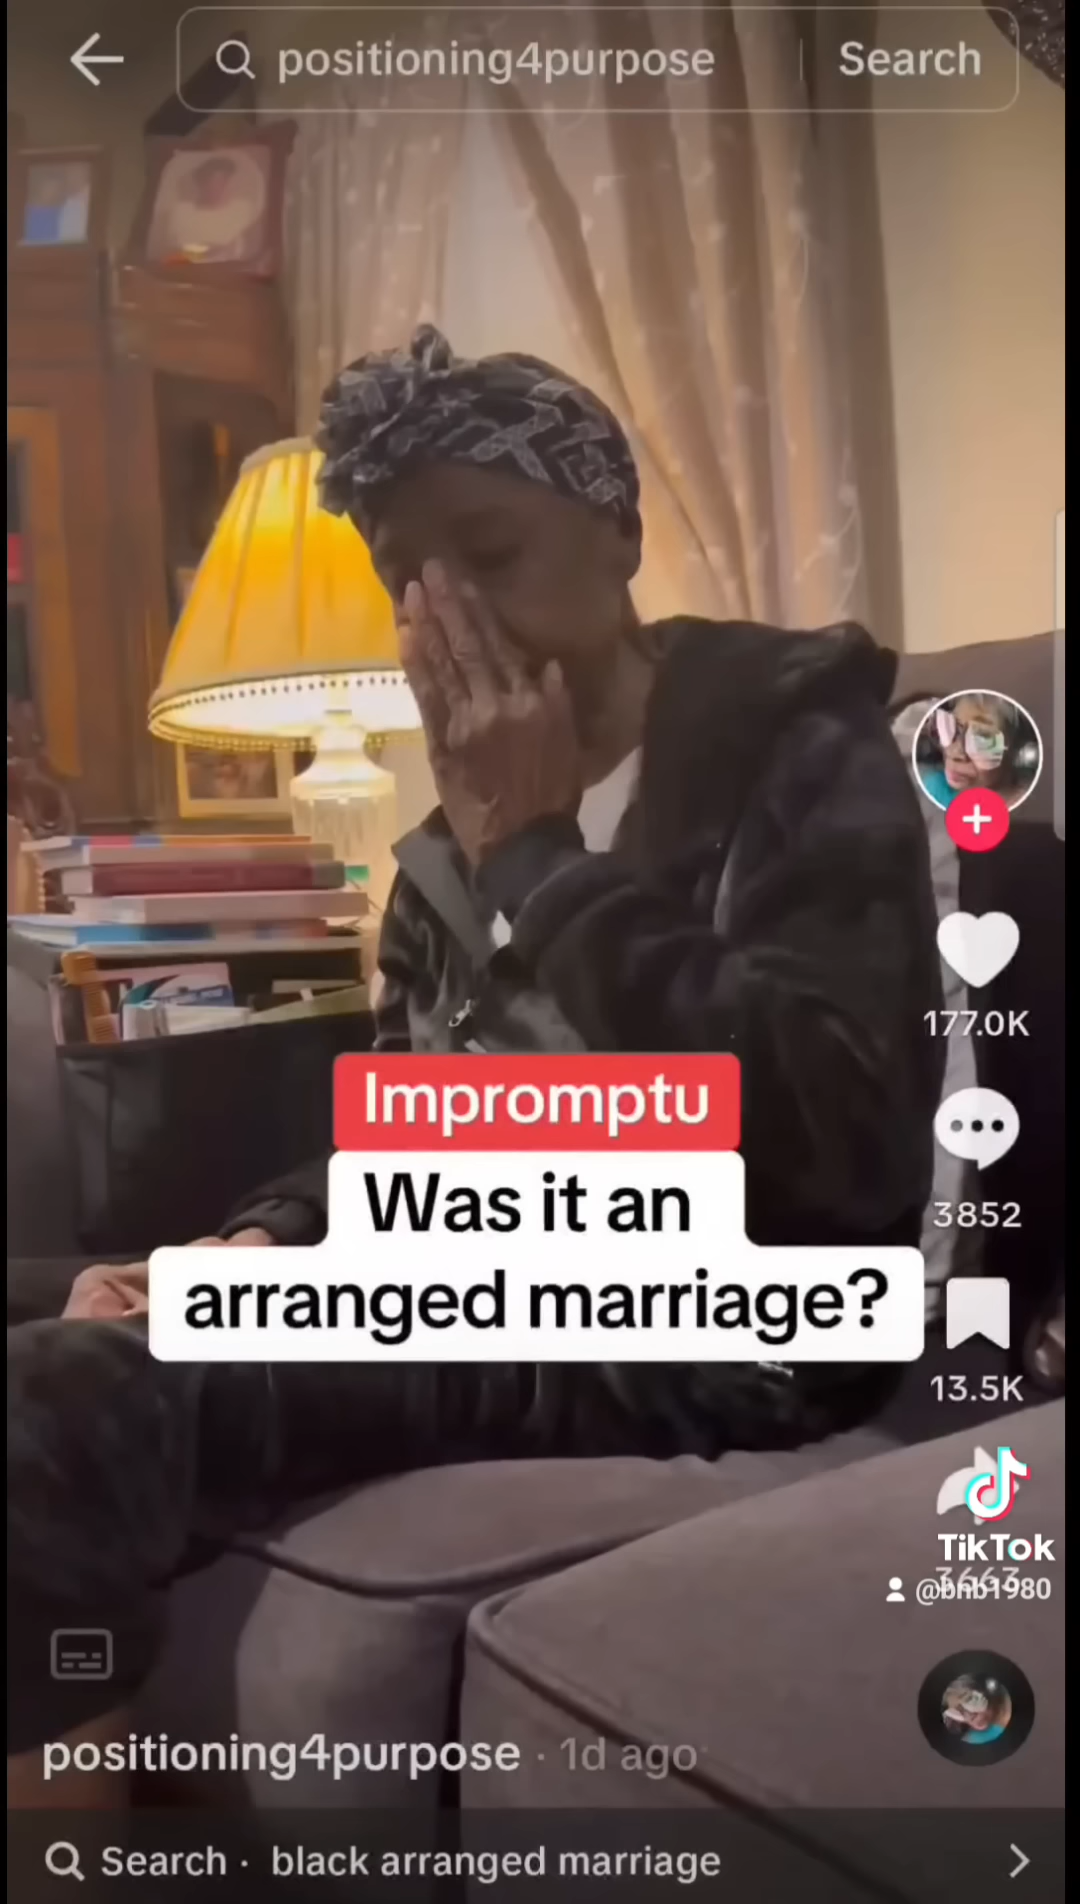 positioning4purpose
Search
177.0K
3852
Impromptu
Was it an
arranged marriage?
13.5K
TikTok
@bnb1980
positioning4purpose · 1d ago
Search · black arranged marriage